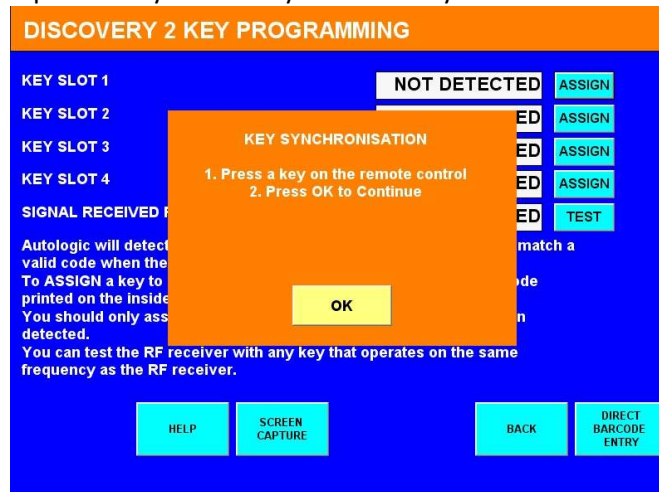 DISCOVERY 2 KEY PROGRAMMING
KEY SLOT 1 NOT DETECTED ASSIGN
KEY SLOT 2 ED ASSIGN
KEY SLOT 3 ED ASSIGN
KEY SLOT 4 ED ASSIGN
SIGNAL RECEIVED ED TEST
KEY SYNCHRONISATION
1. Press a key on the remote control
2. Press OK to Continue
OK
Autologic will detect match a
valid code when the
To ASSIGN a key to
printed on the inside
You should only ass n
detected.
You can test the RF receiver with any key that operates on the same
frequency as the RF receiver.
HELP
SCREEN
CAPTURE
BACK
DIRECT
BARCODE
ENTRY